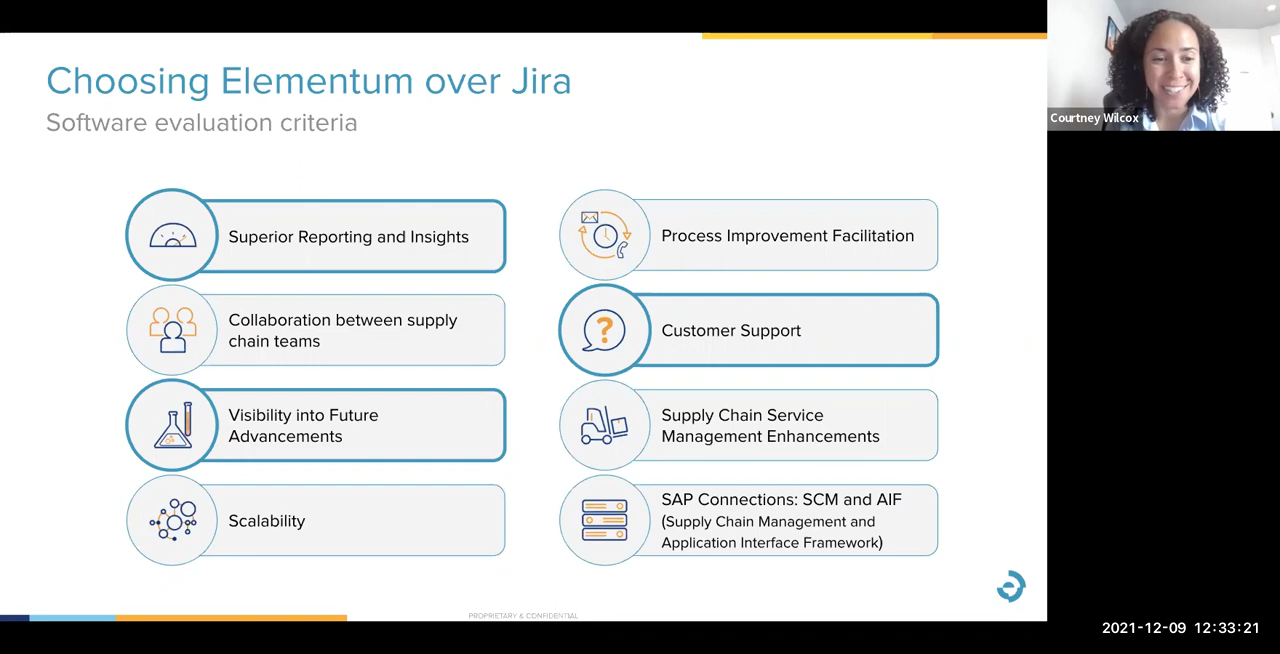 Choosing Elementum over Jira
Software evaluation criteria
Courtney Wilcox
Superior Reporting and Insights
Collaboration between supply
chain teams
Visibility into Future
Advancements
Scalability
Process Improvement Facilitation
Customer Support
Supply Chain Service
Management Enhancements
SAP Connections: SCM and AIF
(Supply Chain Management and
Application Interface Framework)
PROPRIETARY & CONFIDENTIAL
2021-12-09 12:33:21